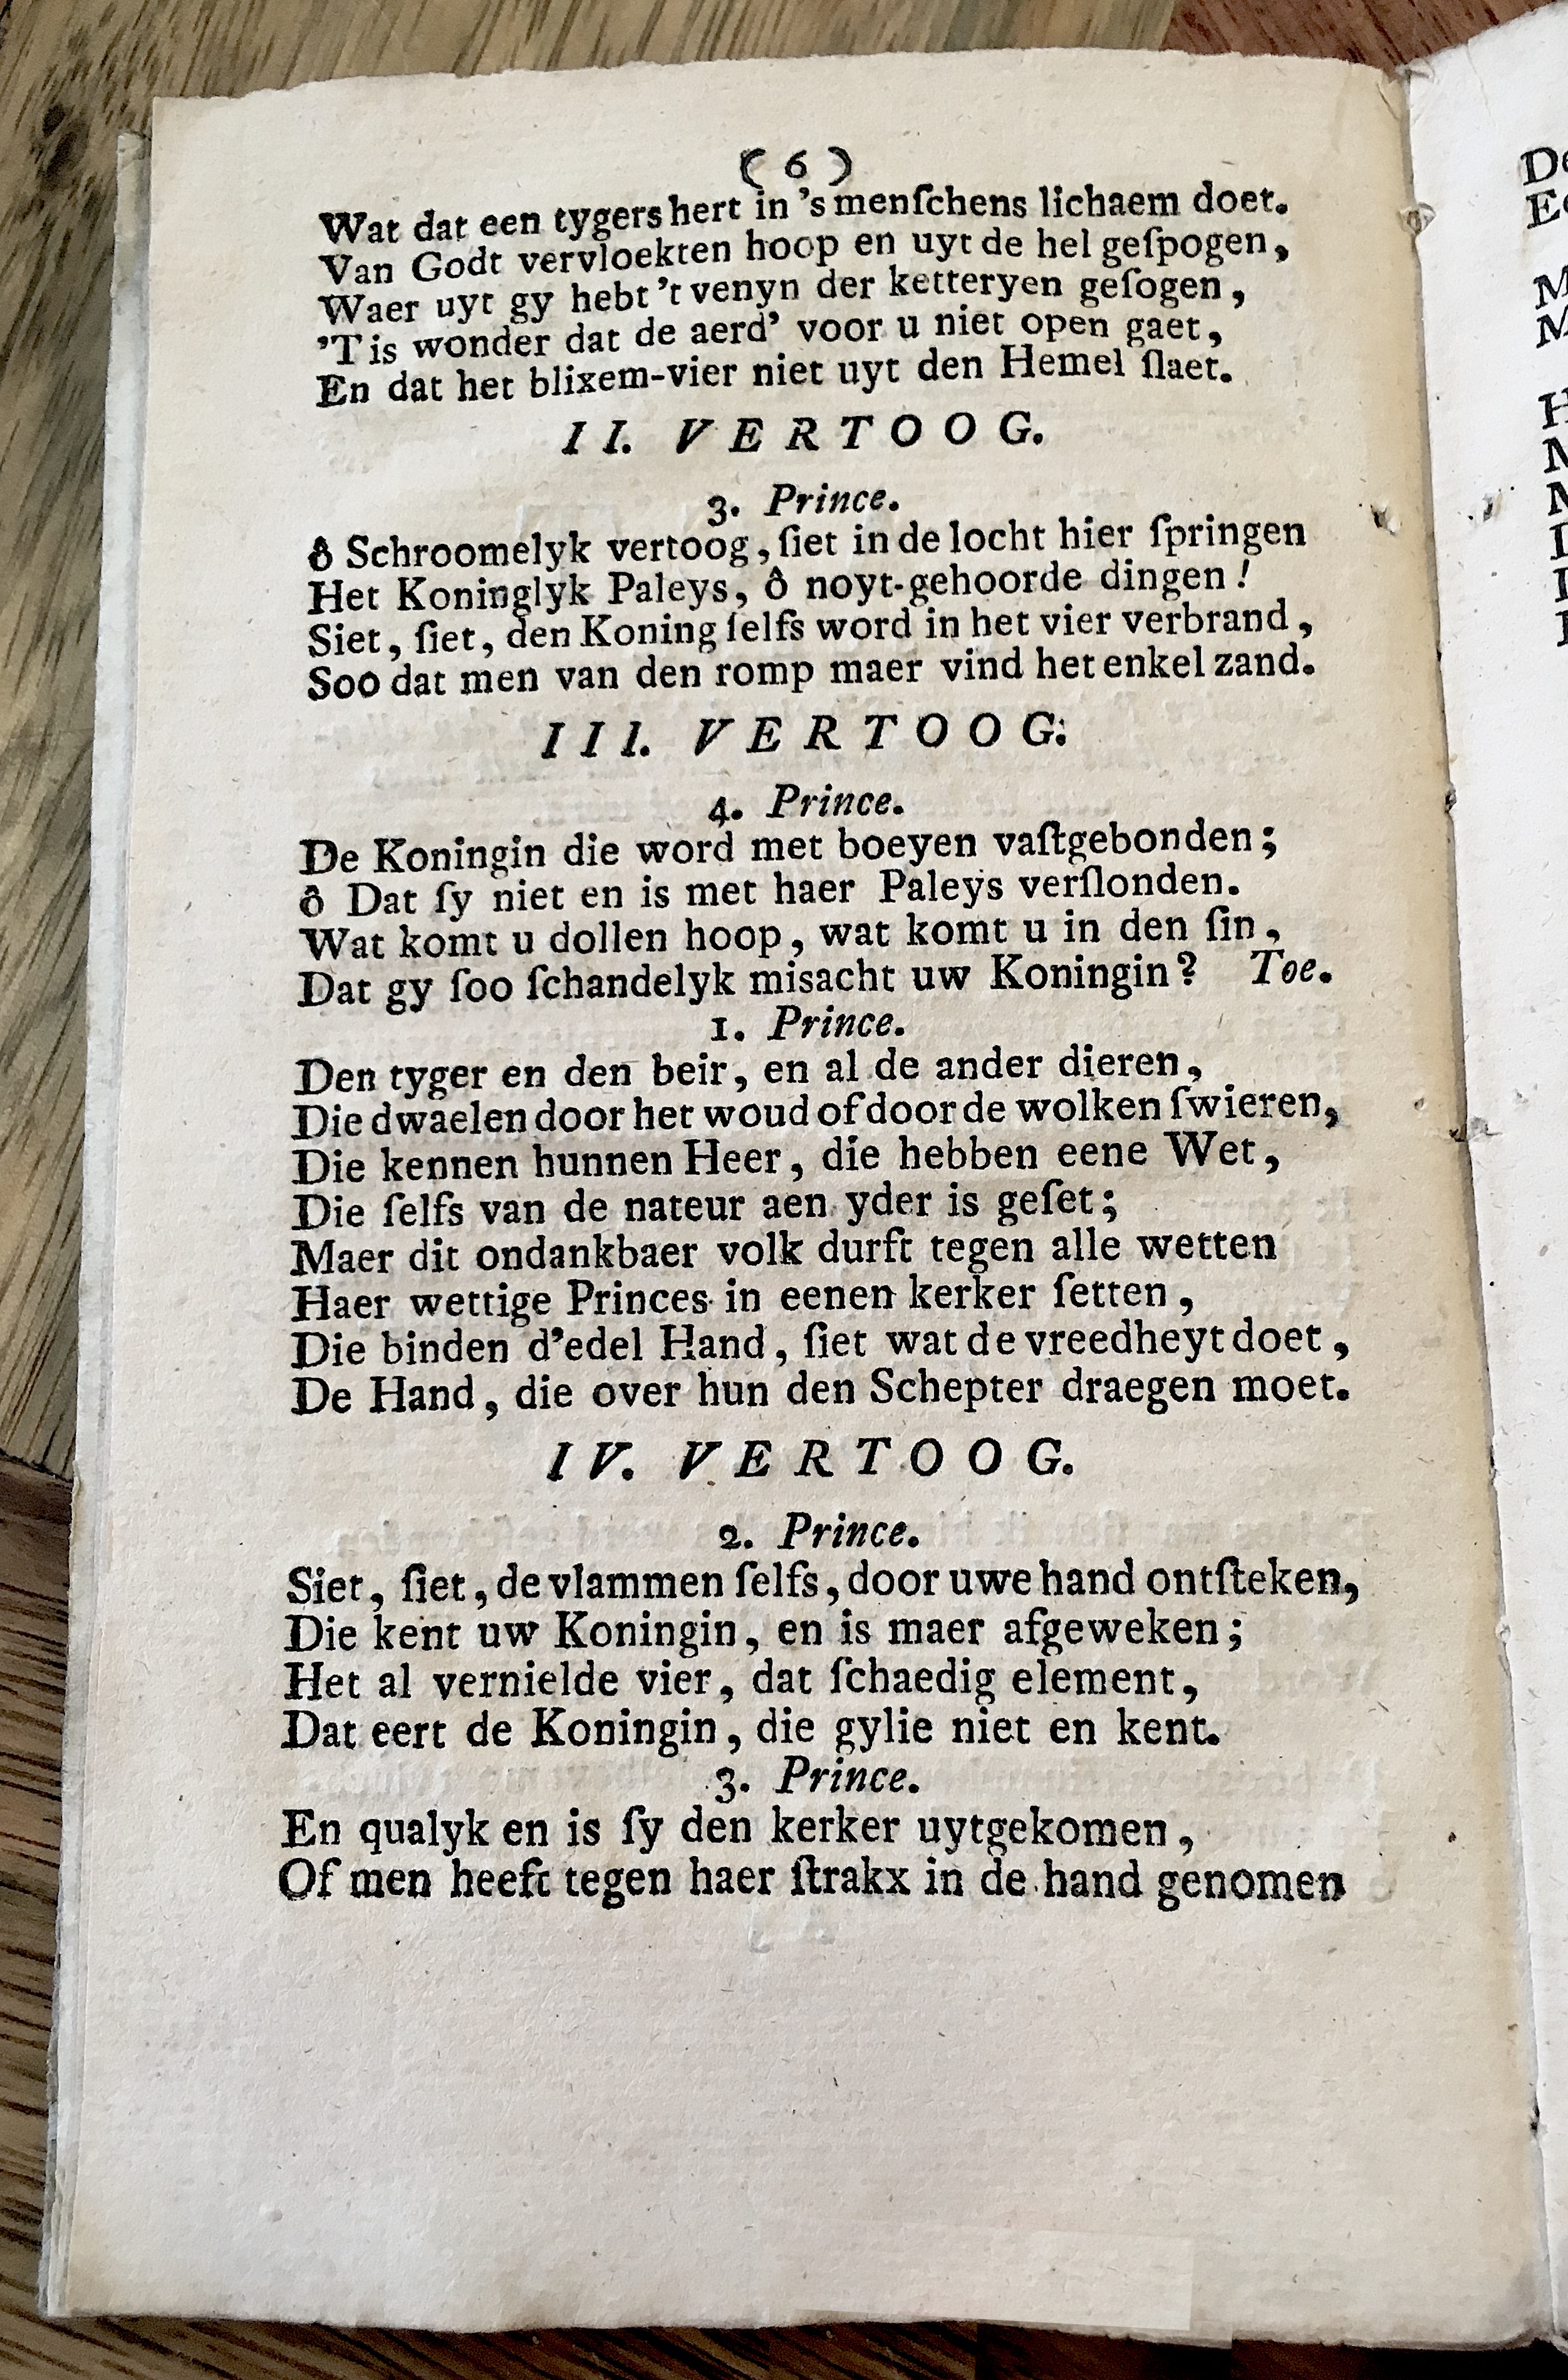 ( 6 )
Wat dat een tygers hert in 's menſchens lichaem doet.
Van Godt vervloekten hoop en uyt de hel geſpogen,
Waer uyt gy hebt 't venyn der ketteryen geſogen,
'T is wonder dat de aerd' voor u niet open gaet,
En dat het blixem-vier niet uyt den Hemel ſlaet.
II. VERTOOG.
3. Prince.
ô Schroomelyk vertoog, ſiet in de locht hier ſpringen
Het Koninglyk Paleys, ô noyt-gehoorde dingen!
Siet, ſiet, den Koning ſelfs word in het vier verbrand,
Soo dat men van den romp maer vind het enkel zand.
III. VERTOOG:
4. Prince.
De Koningin die word met boeyen vaſtgebonden;
ô Dat ſy niet en is met haer Paleys verſlonden.
Wat komt u dollen hoop, wat komt u in den ſin,
Dat gy ſoo ſchandelyk misacht uw Koningin? Toe.
1. Prince.
Den tyger en den beir, en al de ander dieren,
Die dwaelen door het woud of door de wolken ſwieren,
Die kennen hunnen Heer, die hebben eene Wet,
Die ſelfs van de nateur aen yder is geſet;
Maer dit ondankbaer volk durft tegen alle wetten
Haer wettige Princes in eenen kerker ſetten,
Die binden d'edel Hand, ſiet wat de vreedheyt doet,
De Hand, die over hun den Schepter draegen moet.
IV. VERTOOG.
2. Prince.
Siet, ſiet, de vlammen ſelfs, door uwe hand ontſteken,
Die kent uw Koningin, en is maer afgeweken;
Het al vernielde vier, dat ſchaedig element,
Dat eert de Koningin, die gylie niet en kent.
3. Prince.
En qualyk en is ſy den kerker uytgekomen,
Of men heeft tegen haer ſtrakx in de hand genomen